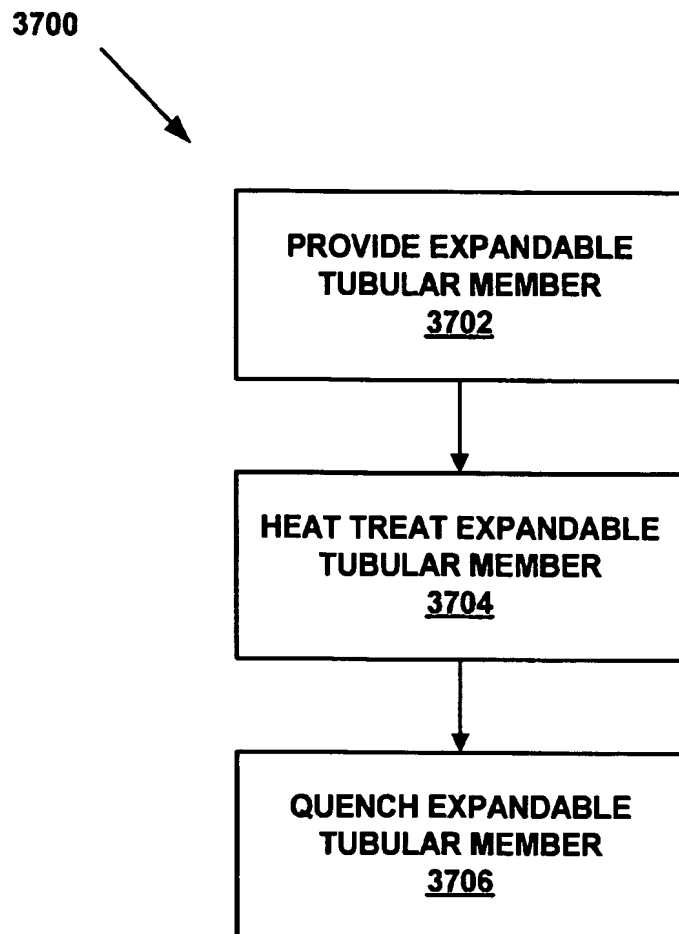 3700
PROVIDE EXPANDABLE
TUBULAR MEMBER
3702
HEAT TREAT EXPANDABLE
TUBULAR MEMBER
3704
QUENCH EXPANDABLE
TUBULAR MEMBER
3706